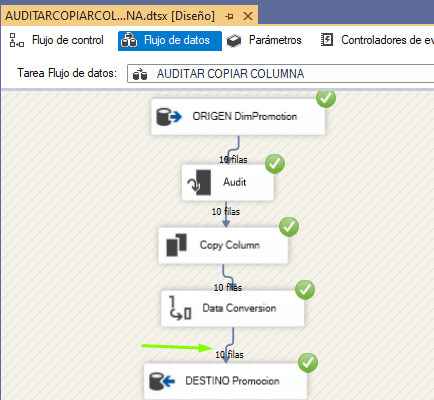 AUDITARCOPIARCOL...NA.dtsx [Diseño]
Flujo de control
Flujo de datos
Parámetros
Controladores de ev
Tarea Flujo de datos:
AUDITAR COPIAR COLUMNA
ORIGEN DimPromotion
10 filas
Audit
10 filas
Copy Column
10 filas
Data Conversion
10 filas
DESTINO Promocion